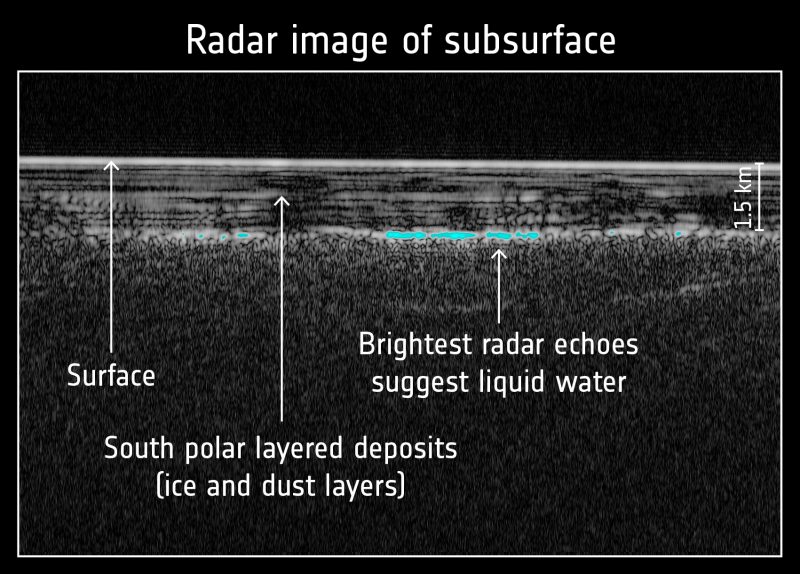 Radar image of subsurface
1.5 km
Brightest radar echoes
suggest liquid water
Surface
South polar layered deposits
(ice and dust layers)